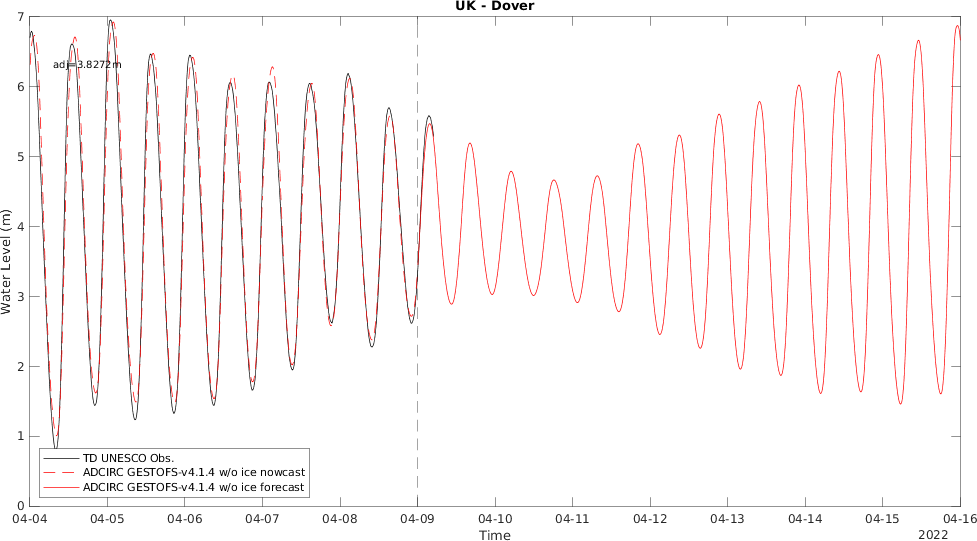 UK - Dover
adj=3.8272m
Water Level (m)
7
6
5
4
3
2
1
0
TD UNESCO Obs.
ADCIRC GESTOFS-v4.1.4 w/o ice nowcast
ADCIRC GESTOFS-v4.1.4 w/o ice forecast
04-04 04-05 04-06 04-07 04-08 04-09 04-10 04-11 04-12 04-13 04-14 04-15 04-16
Time
2022